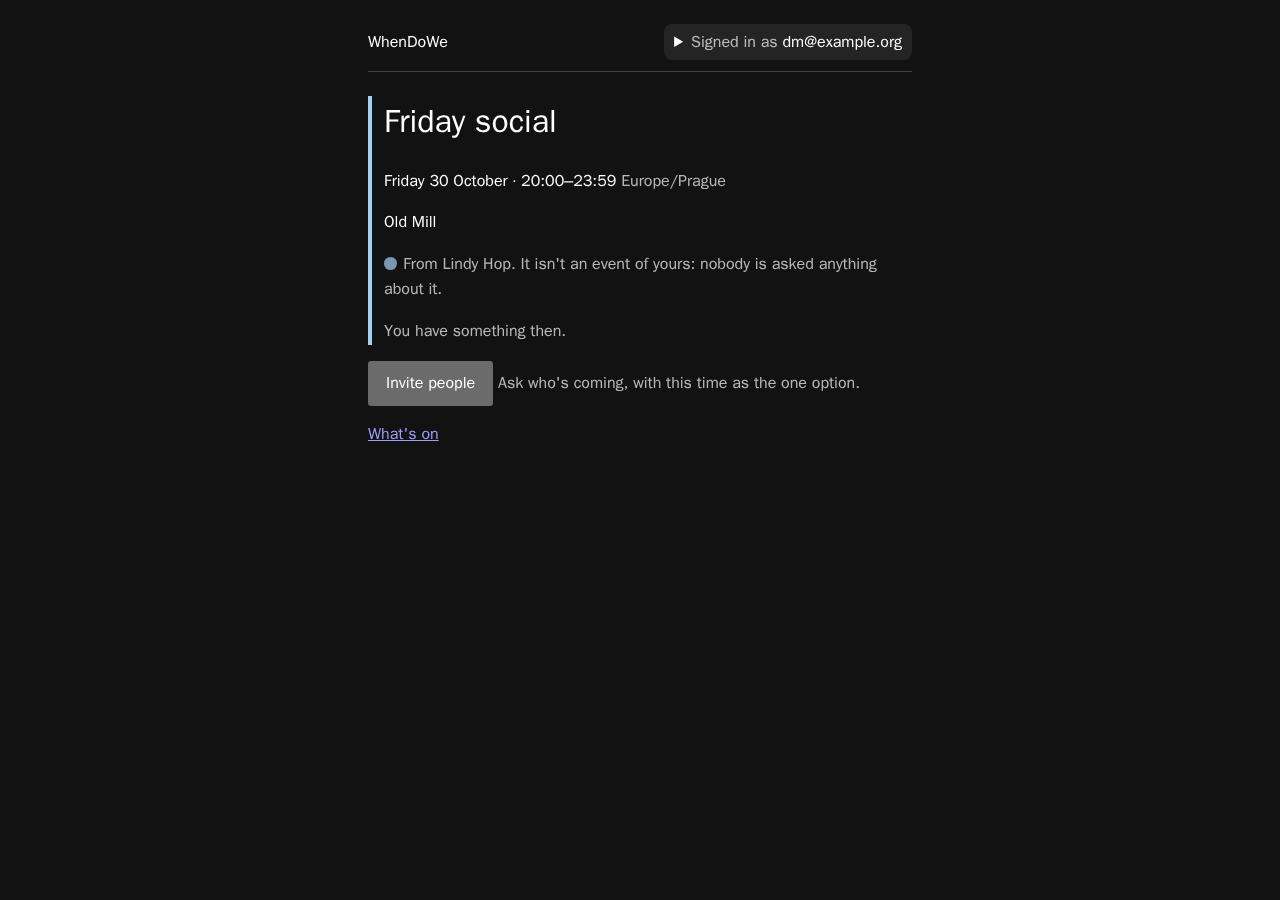 WhenDoWe
▶ Signed in as dm@example.org
Friday social
Friday 30 October · 20:00–23:59 Europe/Prague
Old Mill
From Lindy Hop. It isn't an event of yours: nobody is asked anything
about it.
You have something then.
Invite people Ask who's coming, with this time as the one option.
What's on